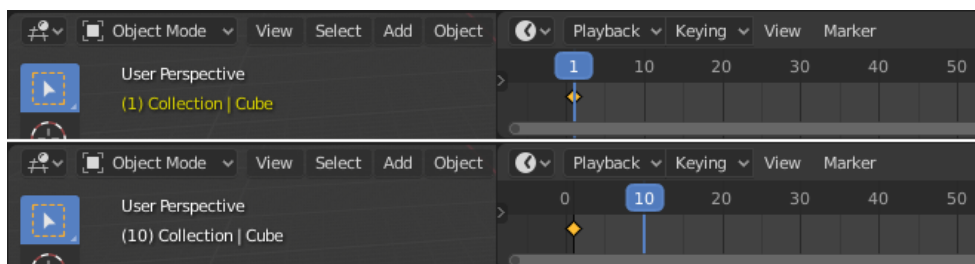 Object Mode View Select Add Object Playback Keying View Marker
1 10 20 30 40 50
User Perspective
(1) Collection | Cube
Object Mode View Select Add Object Playback Keying View Marker
0 10 20 30 40 50
User Perspective
(10) Collection | Cube